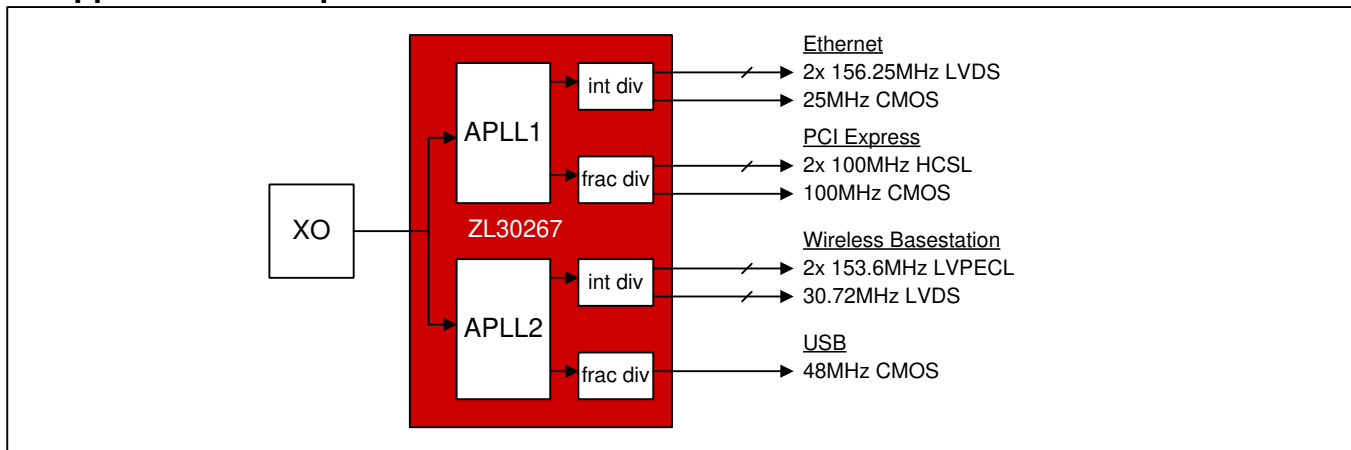 Ethernet
2x 156.25MHz LVDS
25MHz CMOS
PCI Express
2x 100MHz HCSL
100MHz CMOS
Wireless Basestation
2x 153.6MHz LVPECL
30.72MHz LVDS
USB
48MHz CMOS
XO
APLL1
int div
frac div
ZL30267
APLL2
int div
frac div